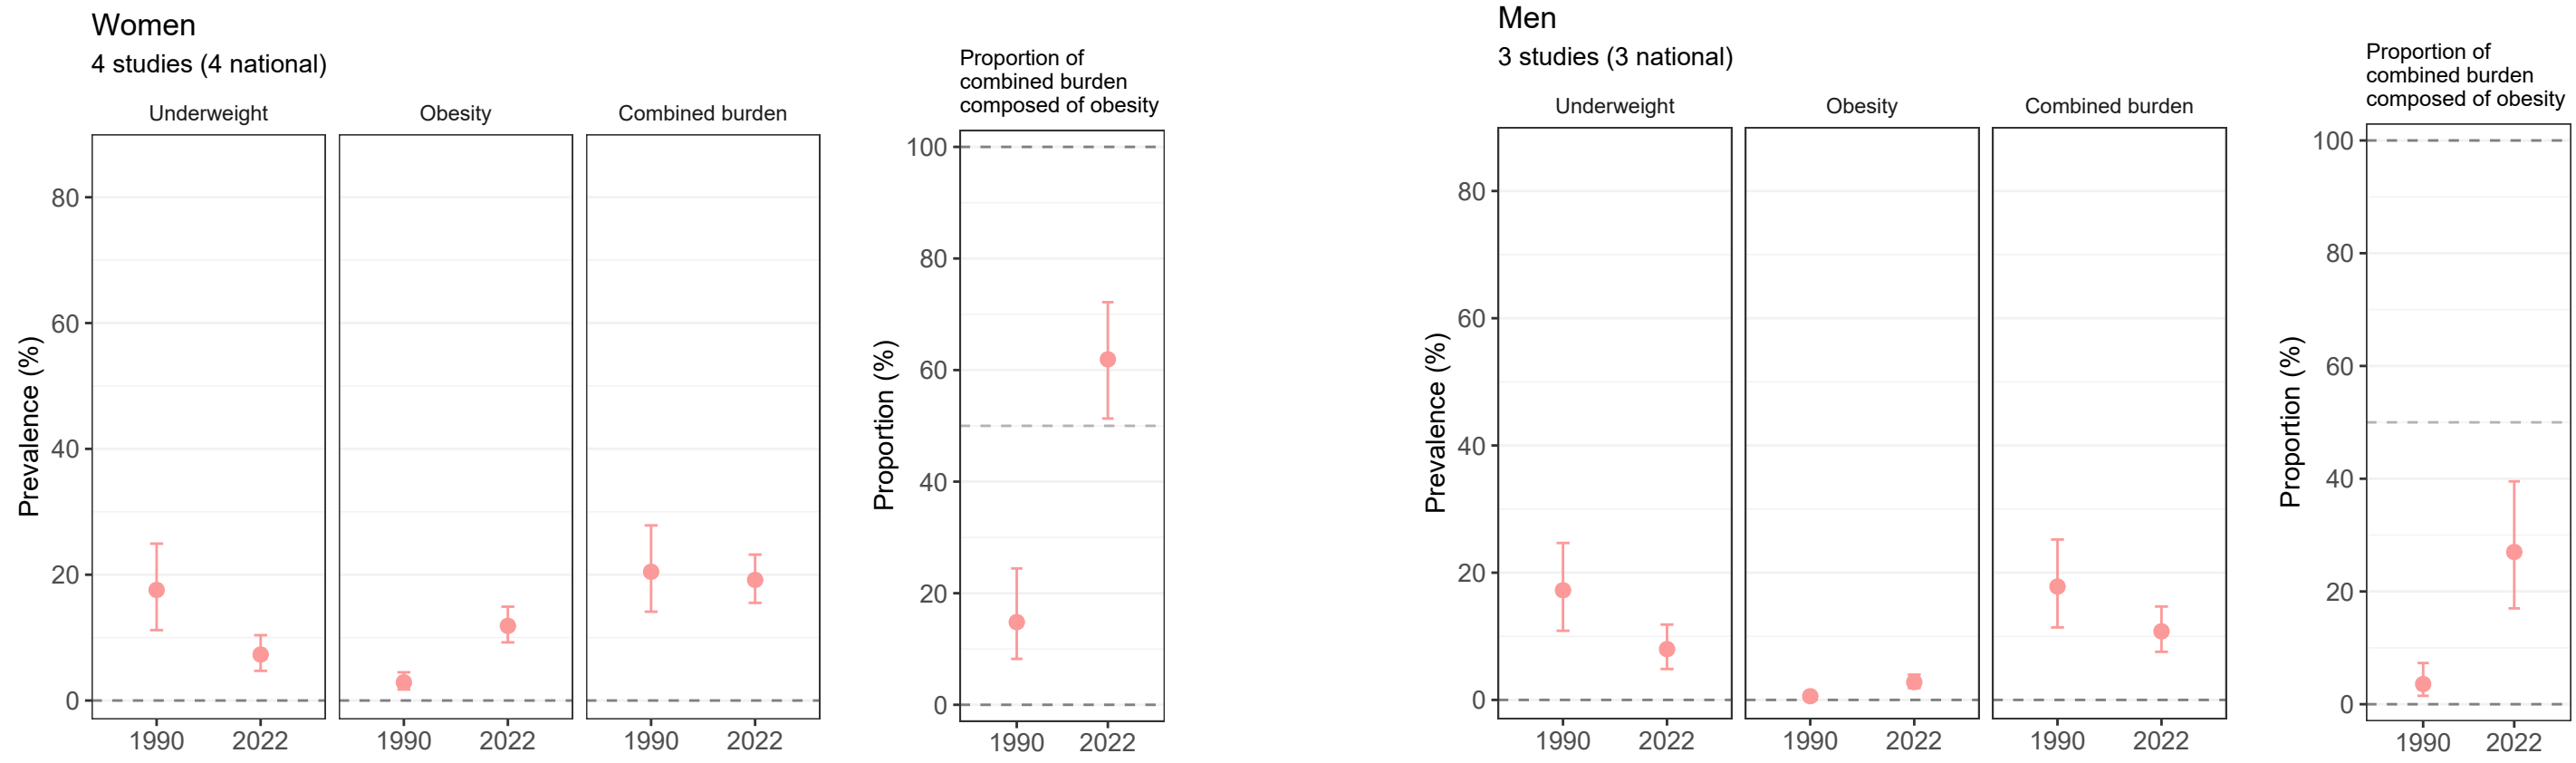 Women
4 studies (4 national)
Underweight
Obesity
Combined burden
Prevalence (%)
80
60
40
20
0
1990
2022
1990
2022
1990
2022
Proportion of
combined burden
composed of obesity
Proportion (%)
100
80
60
40
20
0
1990
2022
Men
3 studies (3 national)
Underweight
Obesity
Combined burden
Prevalence (%)
80
60
40
20
0
1990
2022
1990
2022
1990
2022
Proportion of
combined burden
composed of obesity
Proportion (%)
100
80
60
40
20
0
1990
2022